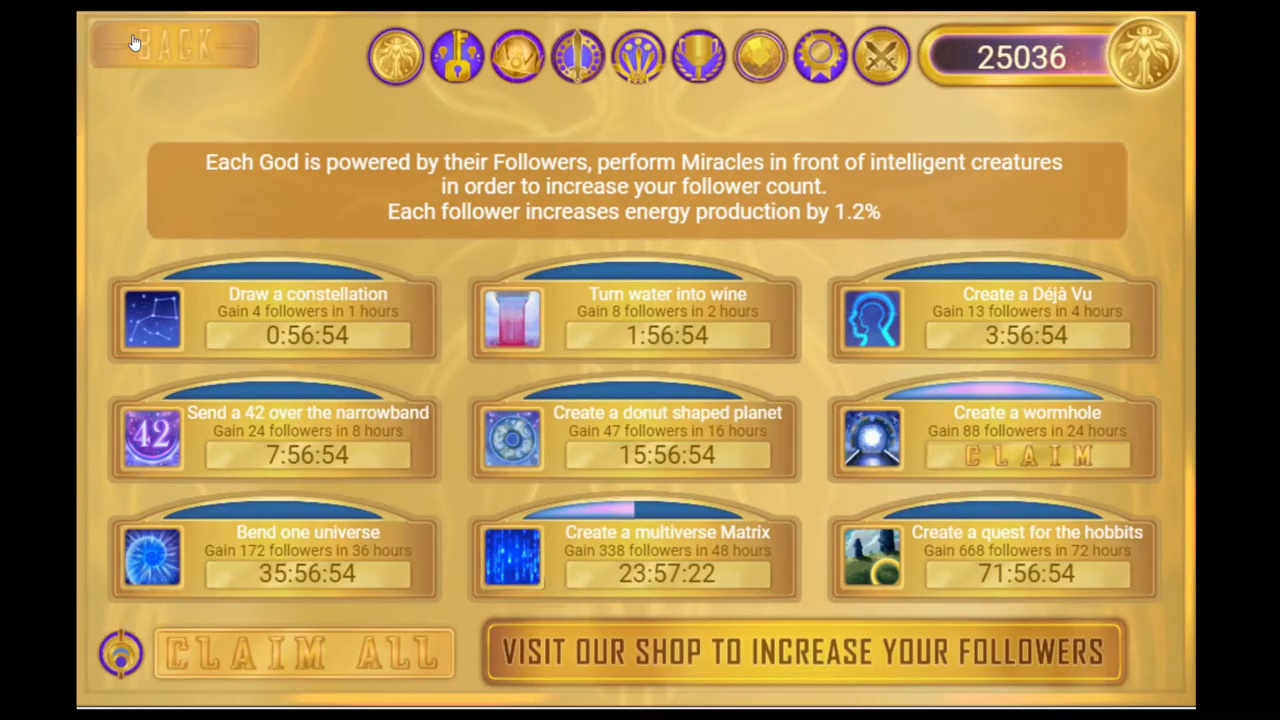 BACK
25036
Each God is powered by their Followers, perform Miracles in front of intelligent creatures
in order to increase your follower count.
Each follower increases energy production by 1.2%
Draw a constellation
Gain 4 followers in 1 hours
0:56:54
Turn water into wine
Gain 8 followers in 2 hours
1:56:54
Create a Déjà Vu
Gain 13 followers in 4 hours
3:56:54
42
Send a 42 over the narrowband
Gain 24 followers in 8 hours
7:56:54
Create a donut shaped planet
Gain 47 followers in 16 hours
15:56:54
Create a wormhole
Gain 88 followers in 24 hours
CLAIM
Bend one universe
Gain 172 followers in 36 hours
35:56:54
Create a multiverse Matrix
Gain 338 followers in 48 hours
23:57:22
Create a quest for the hobbits
Gain 668 followers in 72 hours
71:56:54
CLAIM ALL
VISIT OUR SHOP TO INCREASE YOUR FOLLOWERS